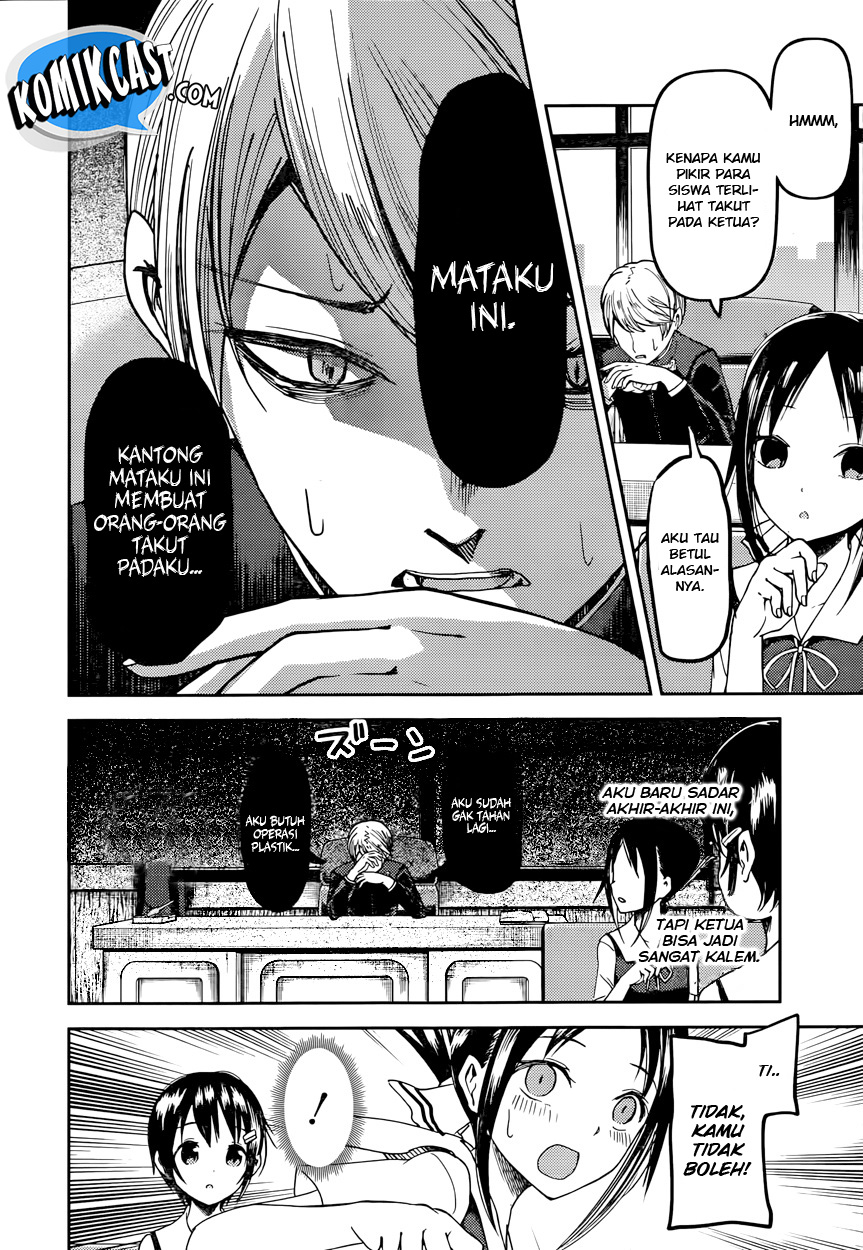 KOMIKCAST
.COM
HMMM,
KENAPA KAMU
PIKIR PARA
SISWA TERLI-
HAT TAKUT
PADA KETUA?
AKU TAU
BETUL
ALASAN-
NYA.
MATAKU
INI.
KANTONG
MATAKU INI
MEMBUAT
ORANG-ORANG
TAKUT
PADAKU...
ズーン
AKU BARU SADAR
AKHIR-AKHIR INI,
AKU SUDAH
GAK TAHAN
LAGI...
AKU BUTUH
OPERASI
PLASTIK...
TAPI KETUA
BISA JADI
SANGAT KALEM.
TI..
TIDAK,
KAMU
TIDAK
BOLEH!
!